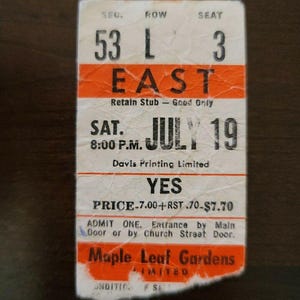 SEC. ROW SEAT
53 L 3
EAST
Retain Stub — Good Only
SAT. JULY 19
8:00 P.M.
Davis Printing Limited
YES
PRICE-7.00+RST .70-$7.70
ADMIT ONE. Entrance by Main
Door or by Church Street Door.
Maple Leaf Gardens
LIMITED